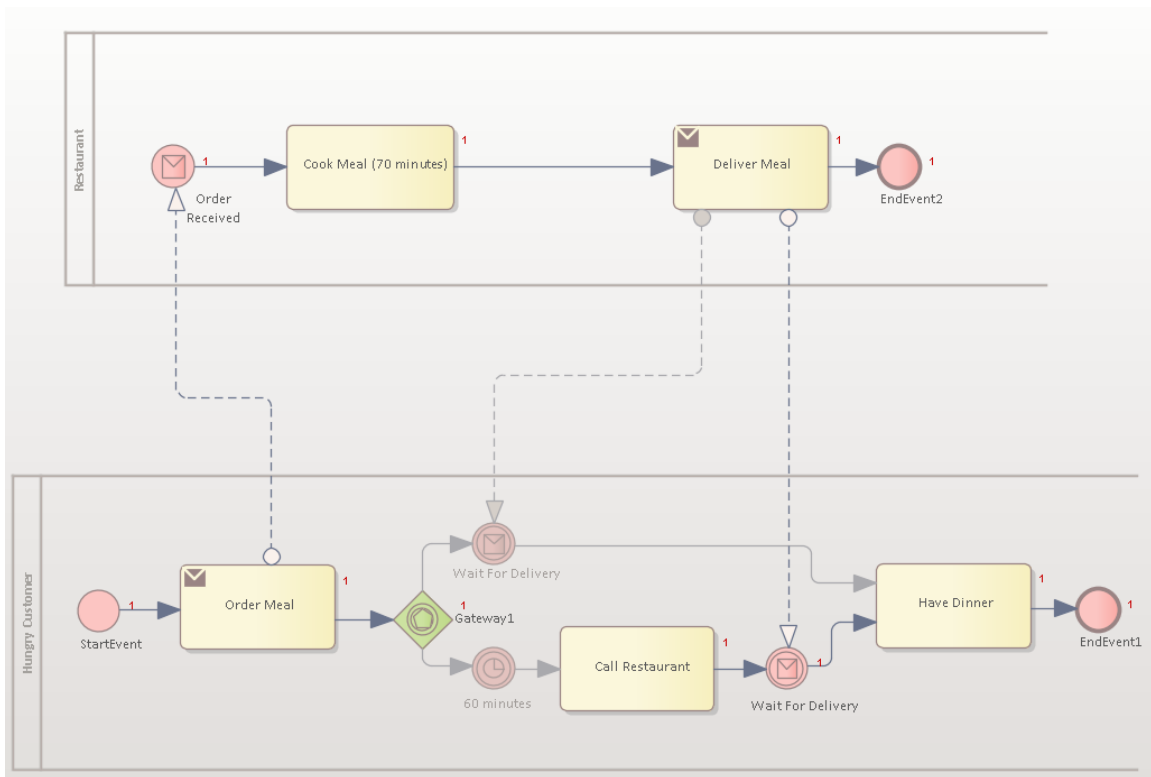 Restaurant
1
Cook Meal (70 minutes)
1
Deliver Meal
1
1
Order
Received
EndEvent2
Hungry Customer
StartEvent
1
Order Meal
1
Wait For Delivery
1
Gateway1
60 minutes
Call Restaurant
1
1
Wait For Delivery
Have Dinner
1
1
EndEvent1